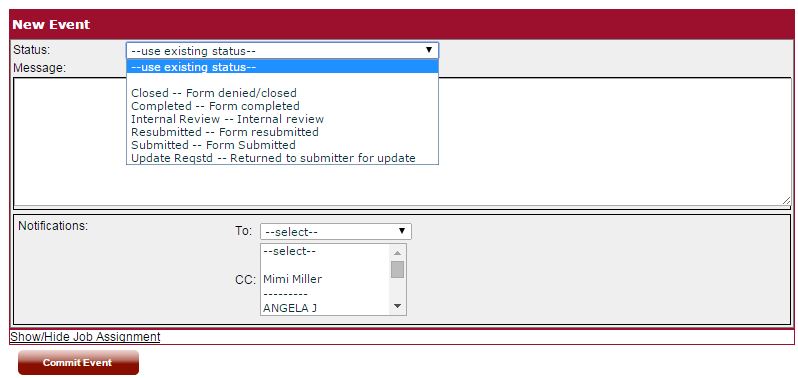 New Event
Status:
--use existing status--
--use existing status--
Closed -- Form denied/closed
Completed -- Form completed
Internal Review -- Internal review
Resubmitted -- Form resubmitted
Submitted -- Form Submitted
Update Reqstd -- Returned to submitter for update
Message:
Notifications:
To:
--select--
CC:
--select--
Mimi Miller
---------
ANGELA J
Show/Hide Job Assignment
Commit Event